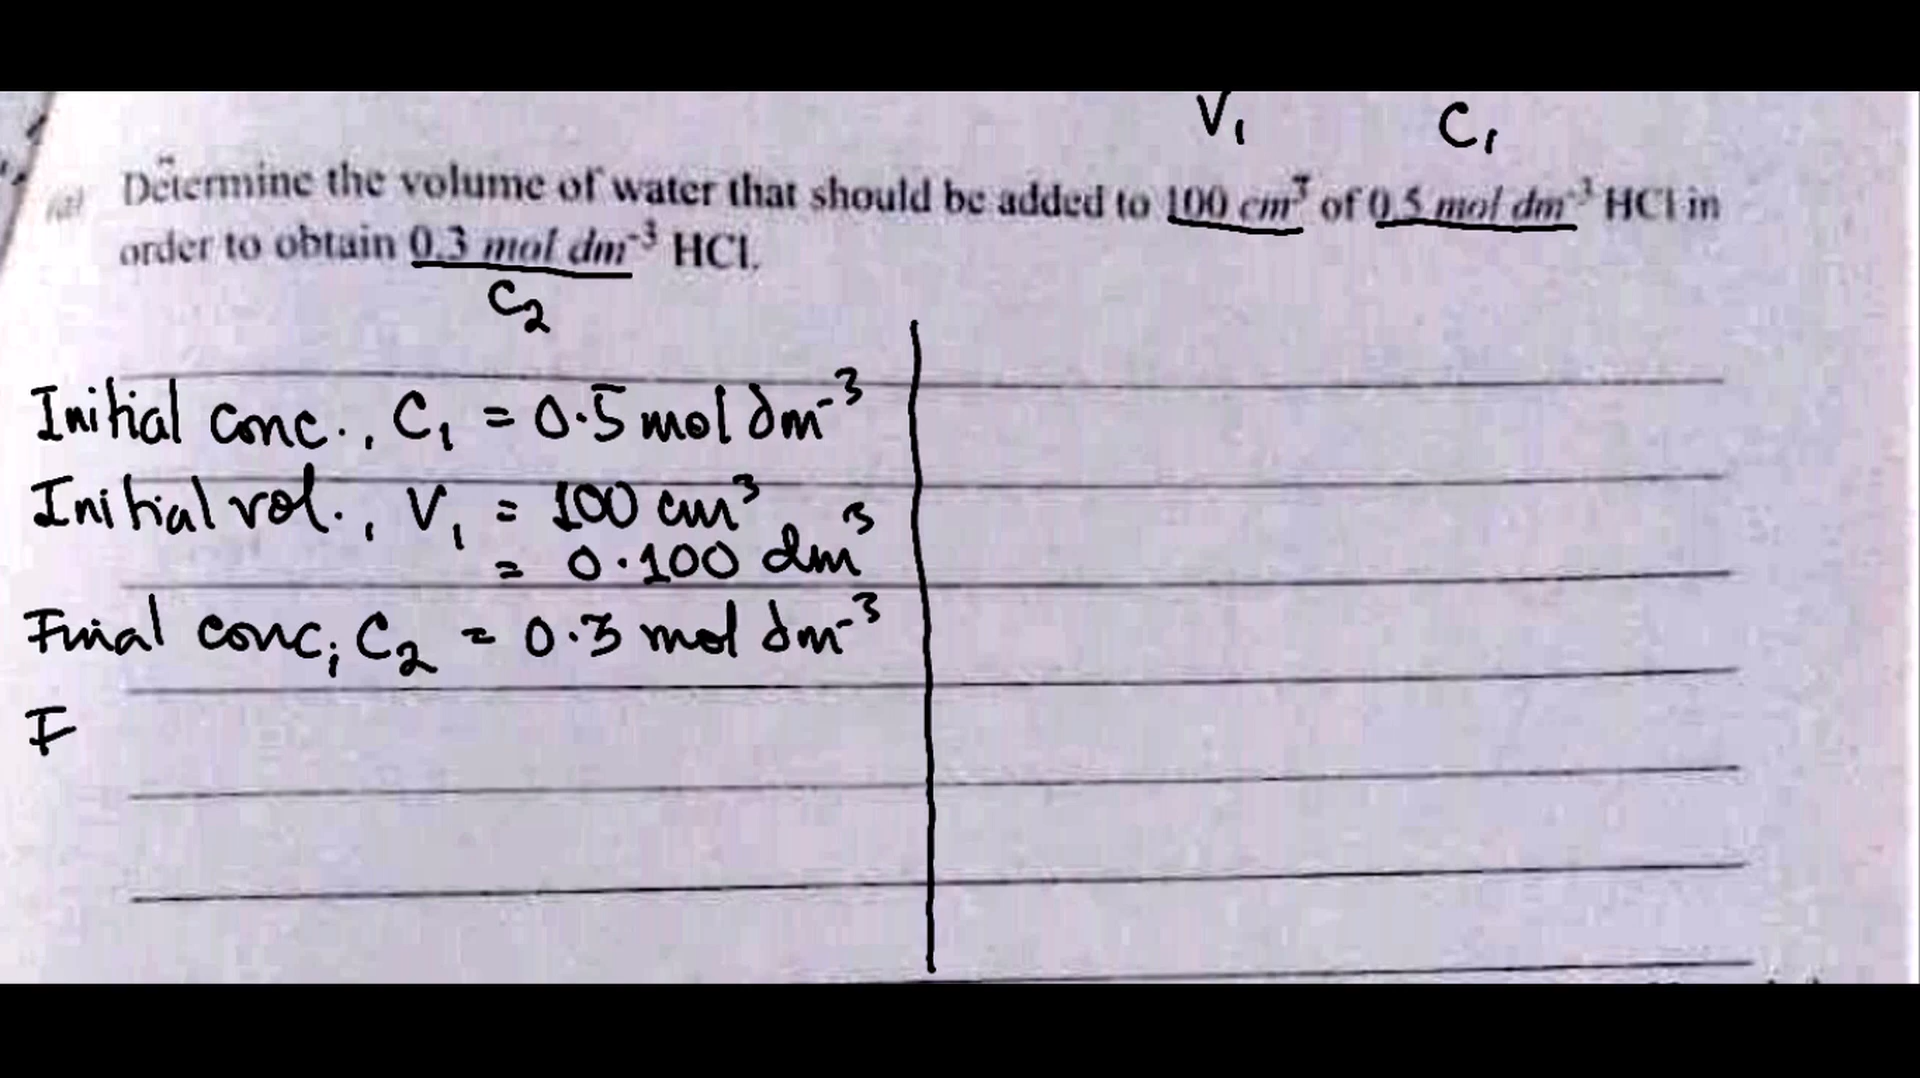 V₁ C₁
(a) Determine the volume of water that should be added to 100 cm³ of 0.5 mol dm⁻³ HCl in
order to obtain 0.3 mol dm⁻³ HCl.
C₂
Initial conc., C₁ = 0.5 mol dm⁻³
Initial vol., V₁ = 100 cm³
= 0.100 dm³
Final conc, C₂ = 0.3 mol dm⁻³
F